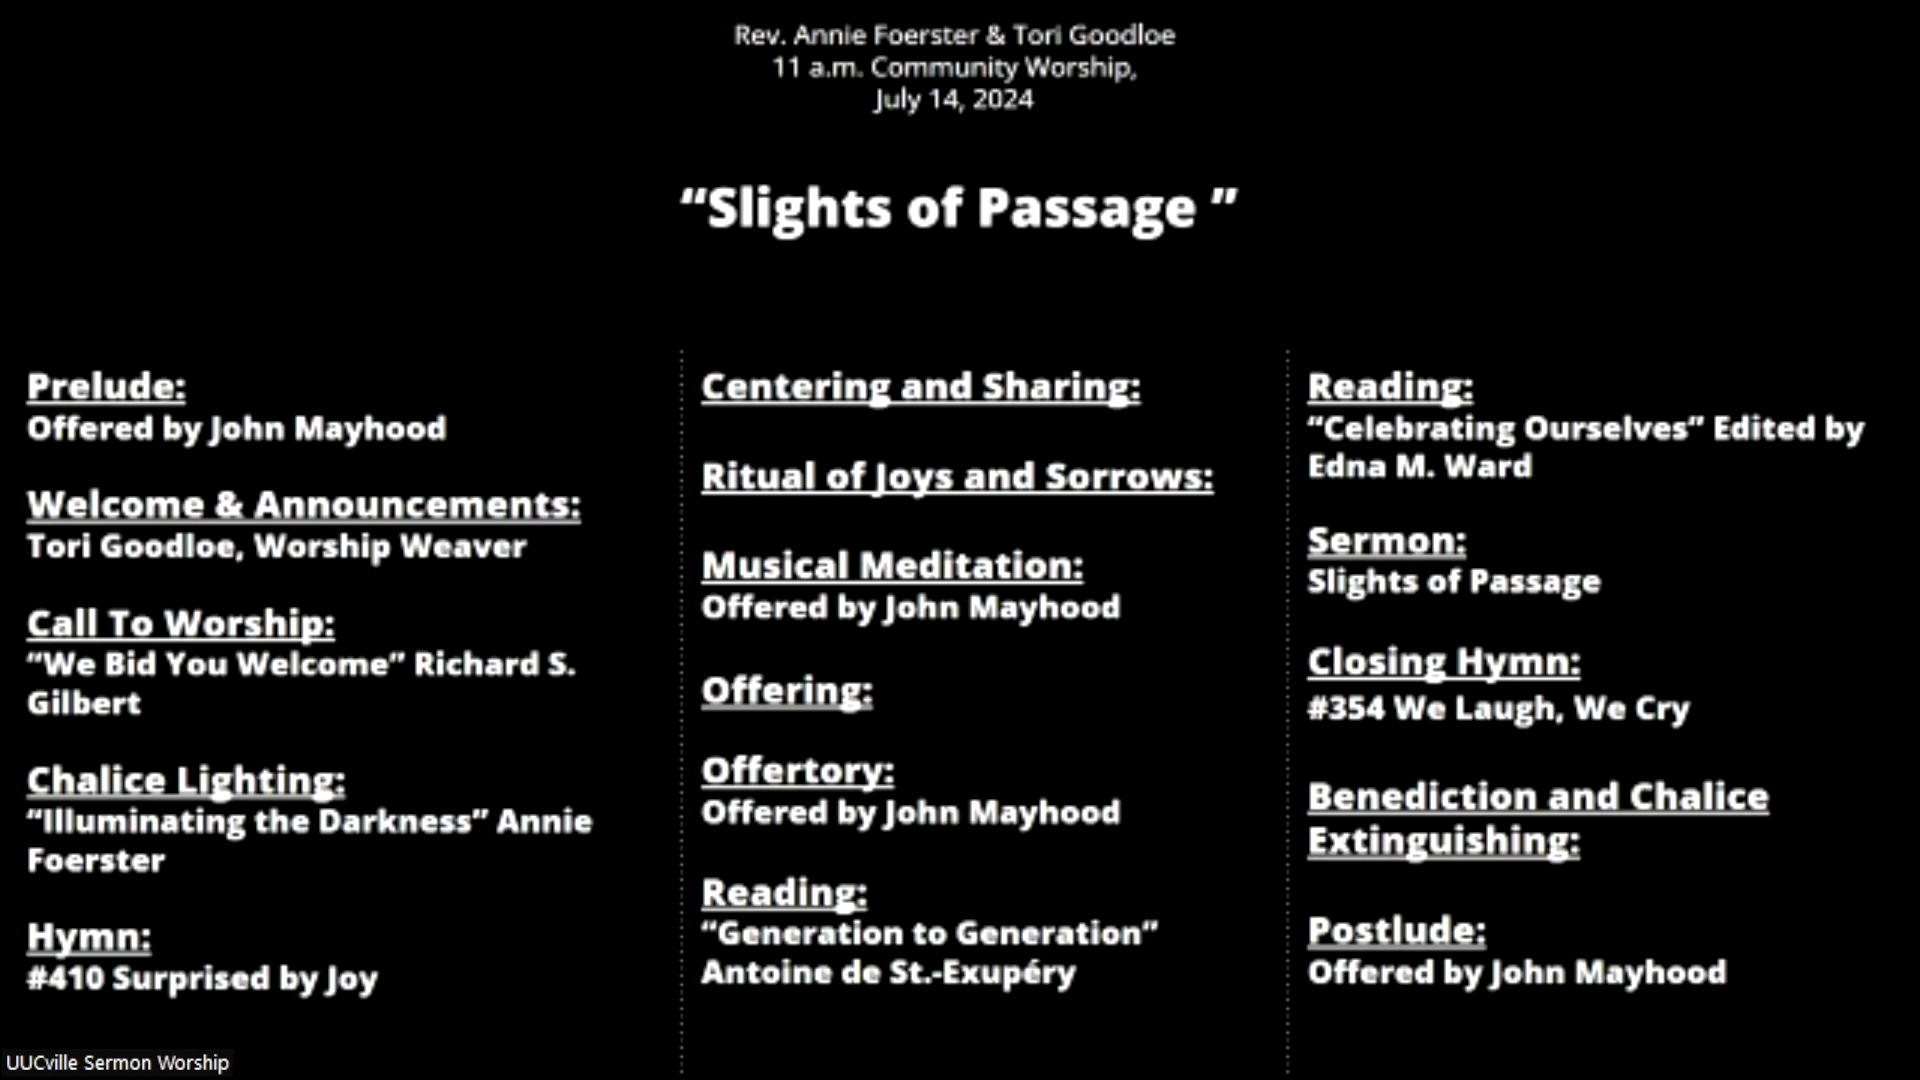 Rev. Annie Foerster & Tori Goodloe
11 a.m. Community Worship,
July 14, 2024
“Slights of Passage ”
Prelude:
Offered by John Mayhood
Welcome & Announcements:
Tori Goodloe, Worship Weaver
Call To Worship:
“We Bid You Welcome” Richard S.
Gilbert
Chalice Lighting:
“Illuminating the Darkness” Annie
Foerster
Hymn:
#410 Surprised by Joy
Centering and Sharing:
Ritual of Joys and Sorrows:
Musical Meditation:
Offered by John Mayhood
Offering:
Offertory:
Offered by John Mayhood
Reading:
“Generation to Generation”
Antoine de St.-Exupéry
Reading:
“Celebrating Ourselves” Edited by
Edna M. Ward
Sermon:
Slights of Passage
Closing Hymn:
#354 We Laugh, We Cry
Benediction and Chalice
Extinguishing:
Postlude:
Offered by John Mayhood
UUCville Sermon Worship